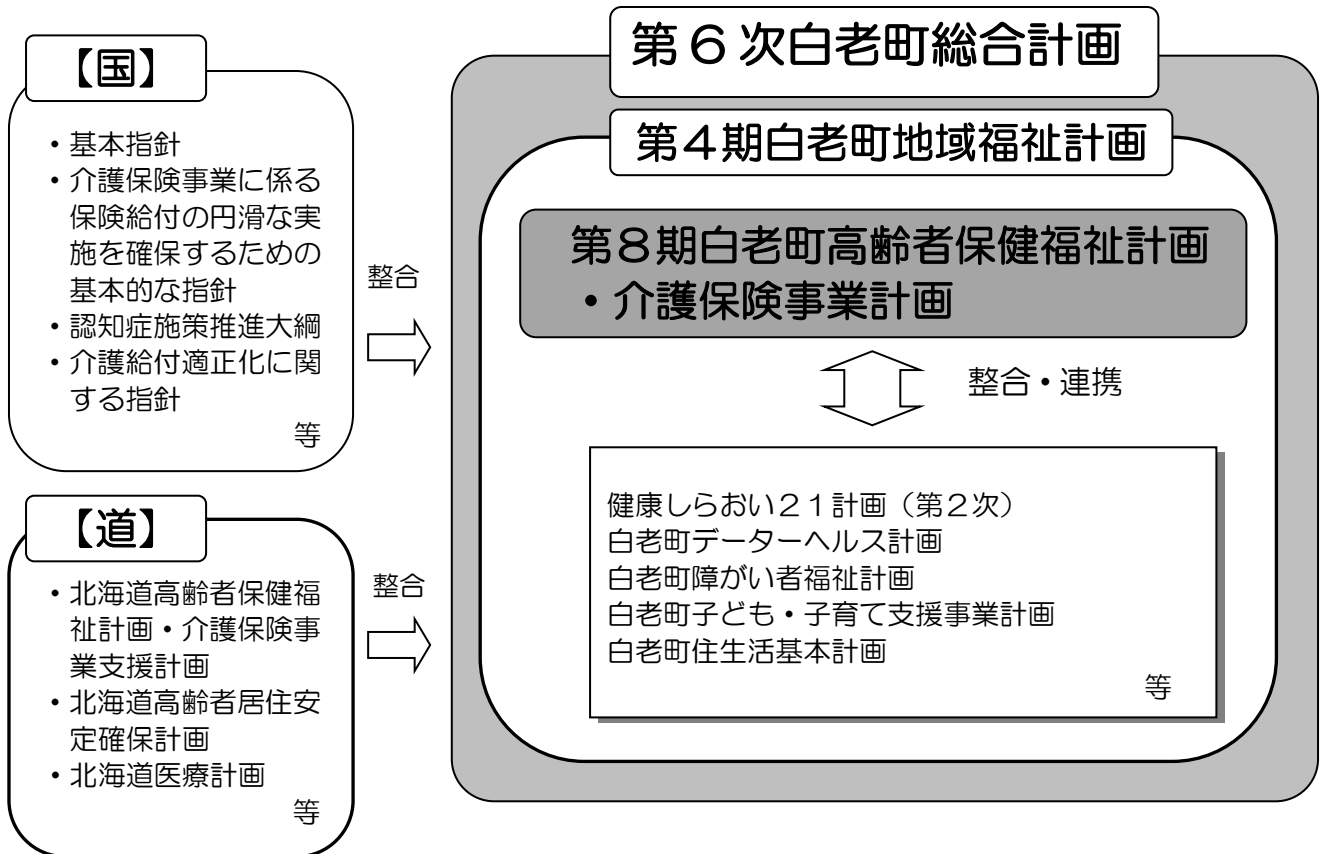 【国】
・基本指針
・介護保険事業に係る
保険給付の円滑な実
施を確保するための
基本的な指針
・認知症施策推進大綱
・介護給付適正化に関
する指針
等
整合
【道】
・北海道高齢者保健福
祉計画・介護保険事
業支援計画
・北海道高齢者居住安
定確保計画
・北海道医療計画
等
整合
第6次白老町総合計画
第4期白老町地域福祉計画
第8期白老町高齢者保健福祉計画
・介護保険事業計画
整合・連携
健康しらおい21計画（第2次）
白老町データーヘルス計画
白老町障がい者福祉計画
白老町子ども・子育て支援事業計画
白老町住生活基本計画
等